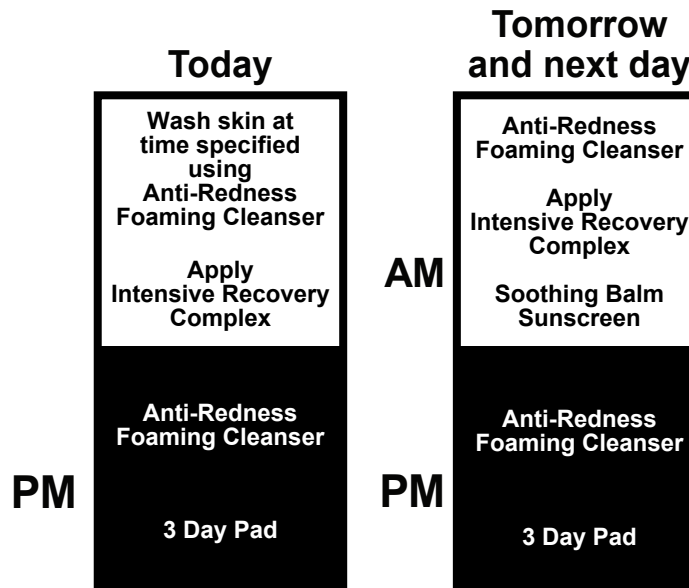 Today
Wash skin at
time specified
using
Anti-Redness
Foaming Cleanser
Apply
Intensive Recovery
Complex
PM
Anti-Redness
Foaming Cleanser
3 Day Pad
Tomorrow
and next day
AM
Anti-Redness
Foaming Cleanser
Apply
Intensive Recovery
Complex
Soothing Balm
Sunscreen
PM
Anti-Redness
Foaming Cleanser
3 Day Pad